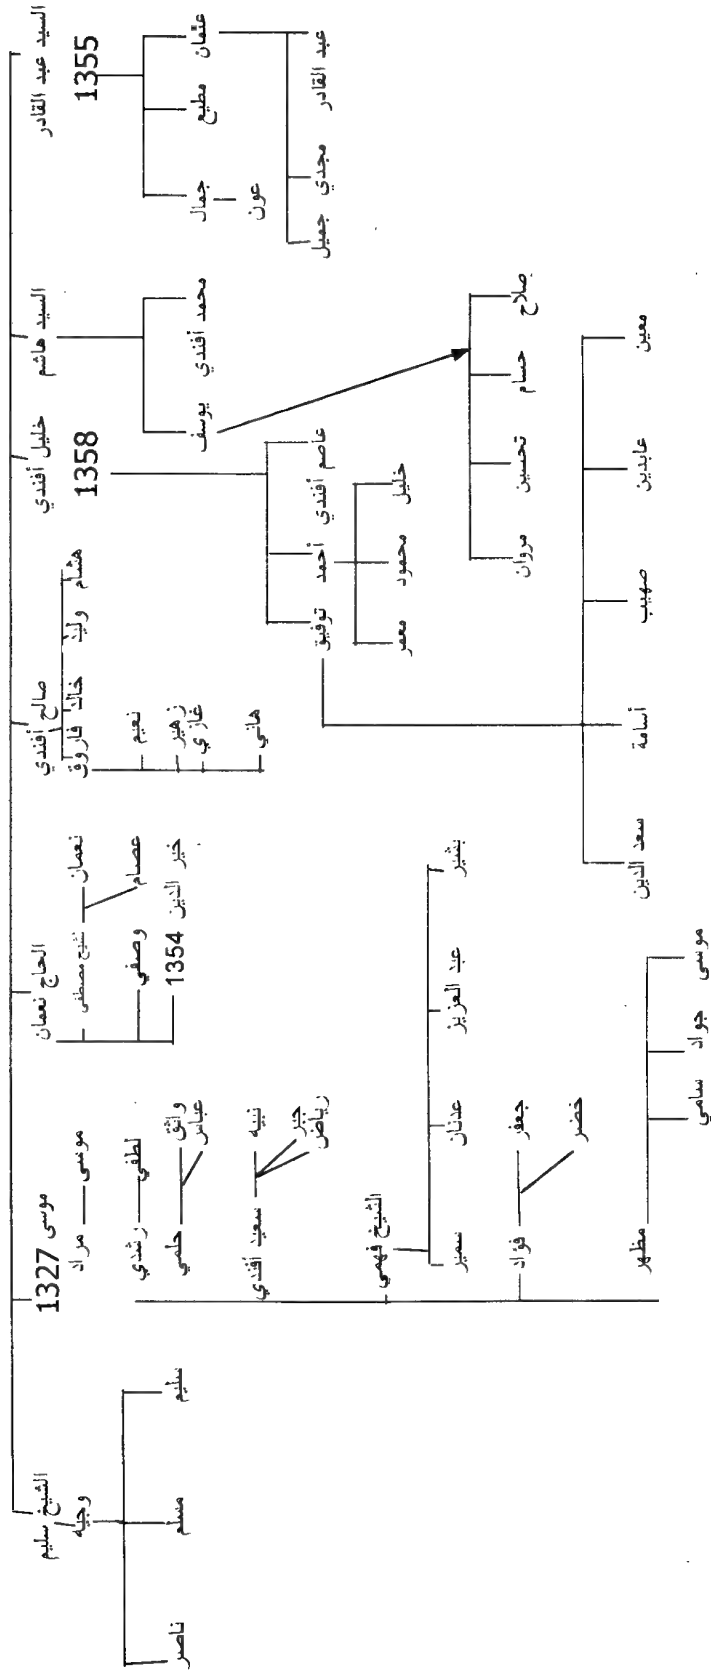 السيد عبد القادر
1355
عثمان
مطيع
جمال
عون
عبد القادر
مجدي
جميل
السيد هاشم
محمد أفندي
يوسف
صلاح
حسام
تحسين
مروان
خليل أفندي
1358
عاصم أفندي
أحمد
توفيق
خليل
محمود
معمر
معين
عابدين
صهيب
أسامة
سعد الدين
صالح أفندي
هشام
وليد
خالد
فاروق
نعيم
زهير
غازي
هاني
الحاج نعمان
الشيخ مصطفى
نعمان
عصام
وصفي
خير الدين 1354
موسى 1327
موسى
مراد
لطفي
رشدي
واثق
عباس
حلمي
نبيه
رياض
سعيد أفندي
الشيخ فهمي
بشير
عبد العزيز
عدنان
سمير
جعفر
خضر
فؤاد
مظهر
موسى
جواد
سامي
الشيخ سليم
وجيه
سليم
مسلم
ناصر